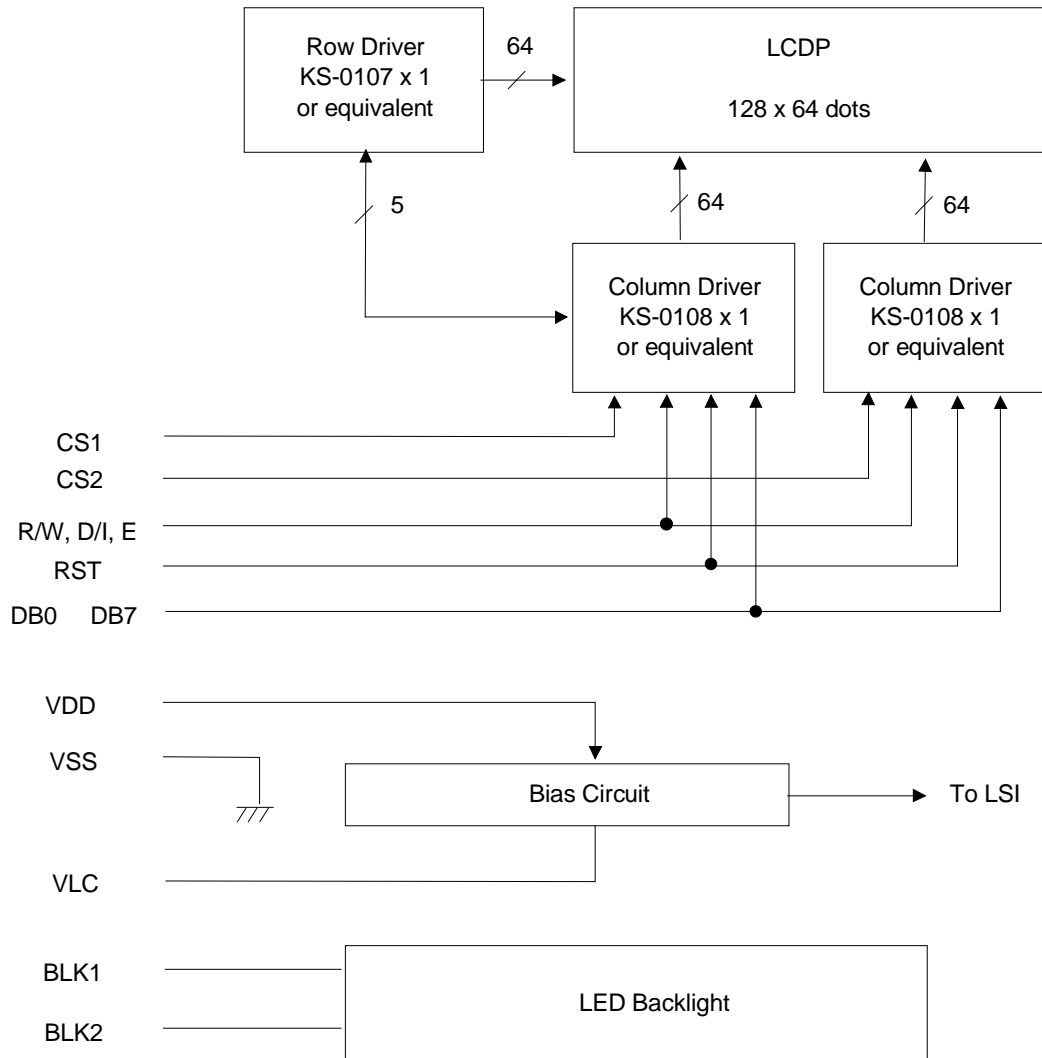 Row Driver
KS-0107 x 1
or equivalent
64
LCDP
128 x 64 dots
5
64
64
Column Driver
KS-0108 x 1
or equivalent
Column Driver
KS-0108 x 1
or equivalent
CS1
CS2
R/W, D/I, E
RST
DB0 DB7
VDD
VSS
Bias Circuit
To LSI
VLC
BLK1
LED Backlight
BLK2